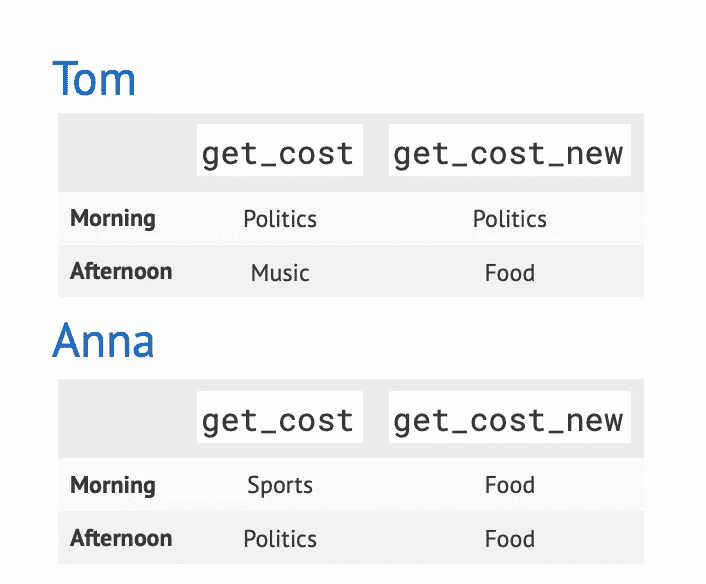 Tom
get_cost get_cost_new
Morning Politics Politics
Afternoon Music Food
Anna
get_cost get_cost_new
Morning Sports Food
Afternoon Politics Food